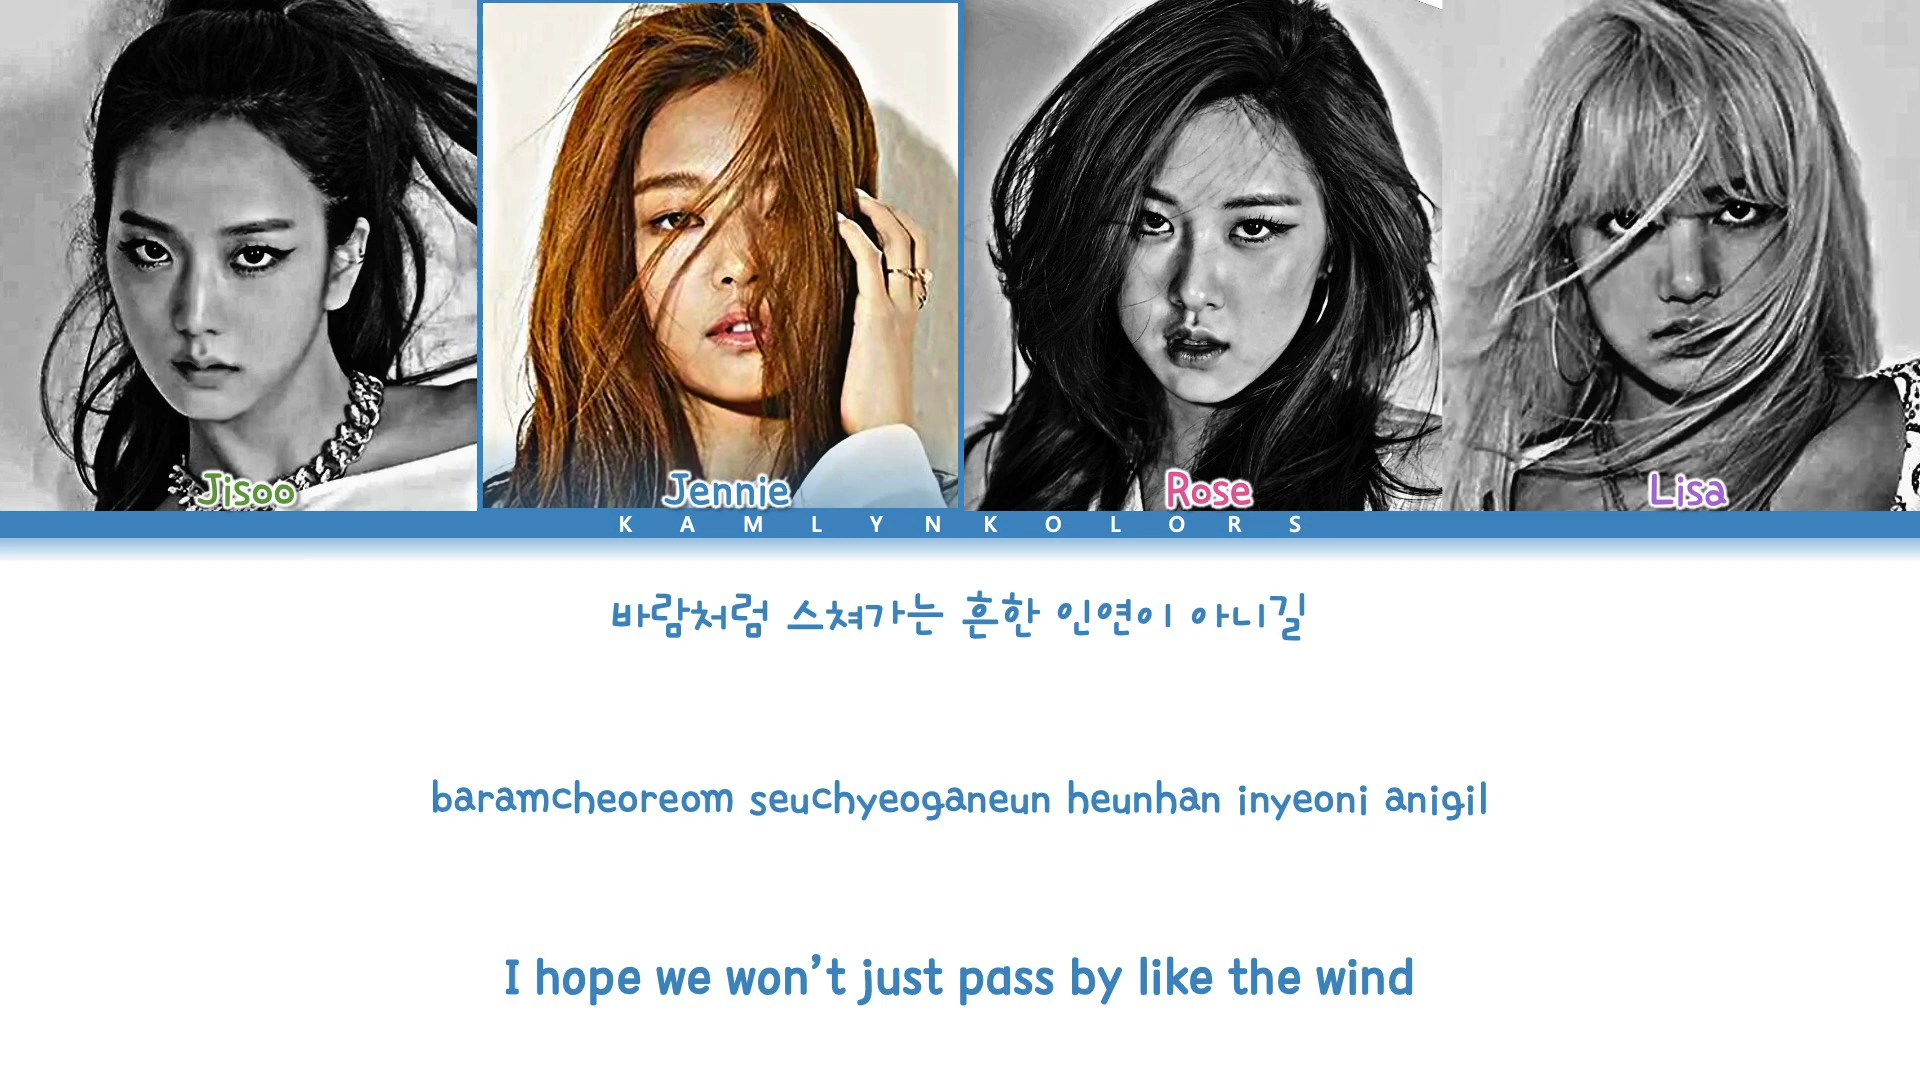 Jisoo
Jennie
Rose
Lisa
KAMLYNKOLORS
바람처럼 스쳐가는 흔한 인연이 아니길
baramcheoreom seuchyeoganeun heunhan inyeoni anigil
I hope we won't just pass by like the wind